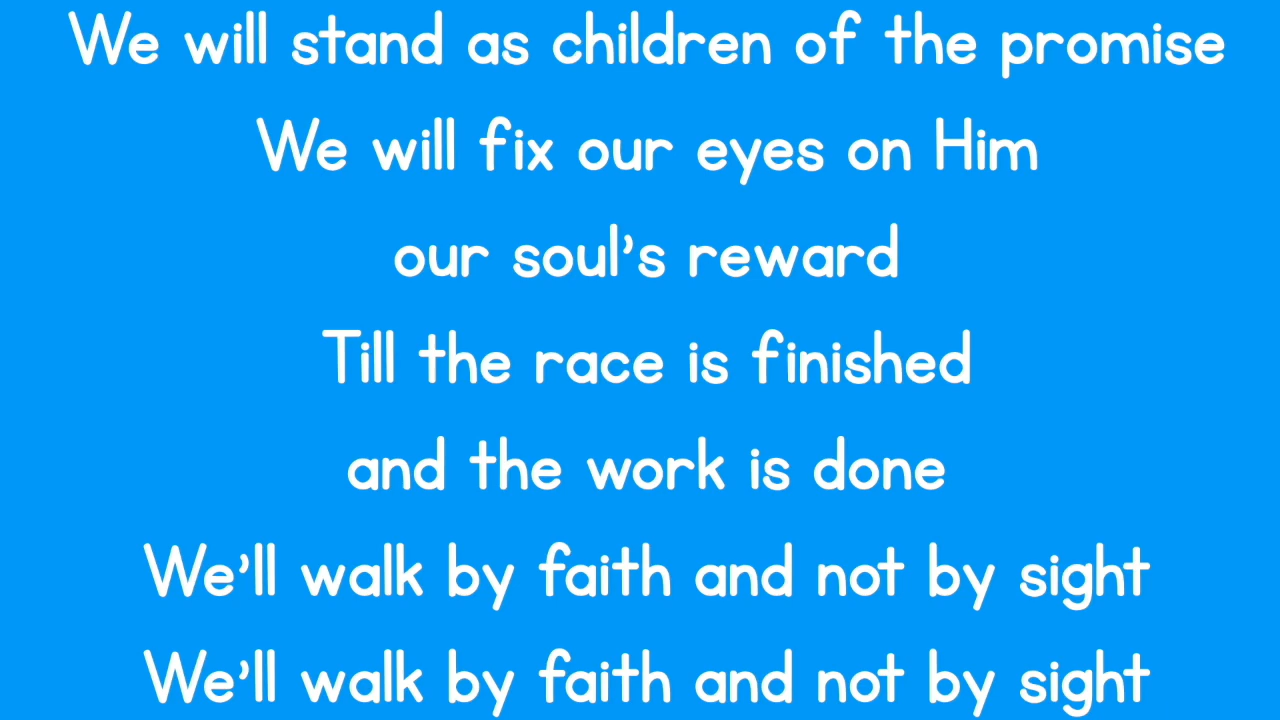 We will stand as children of the promise
We will fix our eyes on Him
our soul's reward
Till the race is finished
and the work is done
We'll walk by faith and not by sight
We'll walk by faith and not by sight